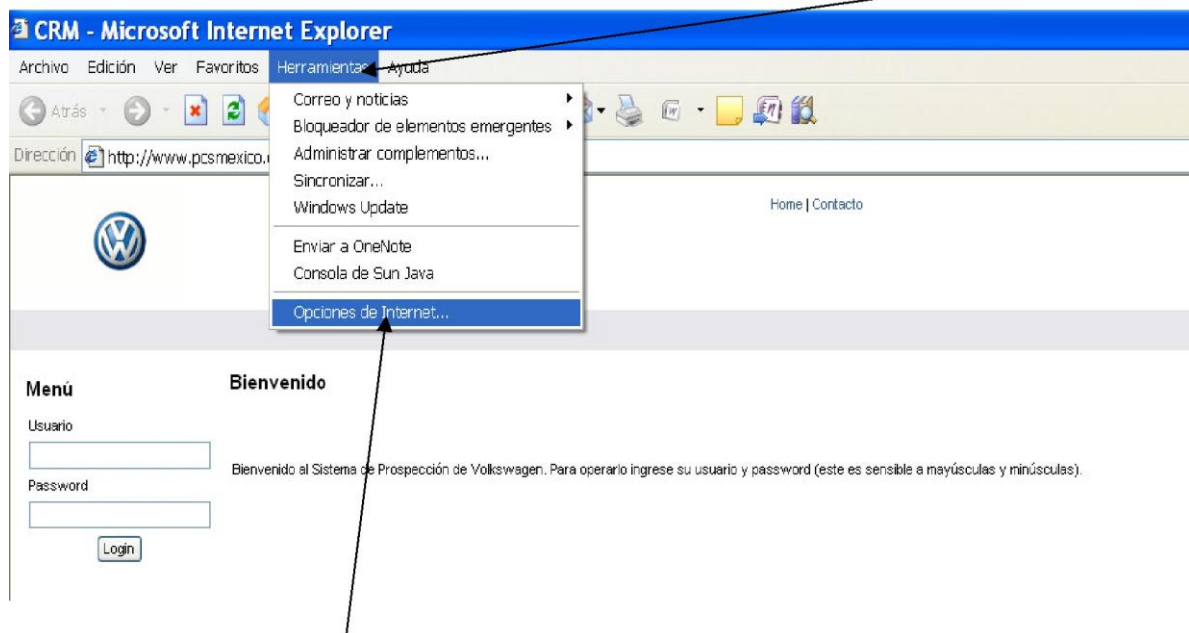 CRM - Microsoft Internet Explorer
Archivo Edición Ver Favoritos Herramientas Ayuda
Atrás
Correo y noticias
Bloqueador de elementos emergentes
Administrar complementos...
Sincronizar...
Windows Update
Enviar a OneNote
Consola de Sun Java
Opciones de Internet...
Dirección http://www.pcsmexico.
Home | Contacto
Menú
Usuario
Password
Login
Bienvenido
Bienvenido al Sistema de Prospección de Volkswagen. Para operarlo ingrese su usuario y password (este es sensible a mayúsculas y minúsculas).